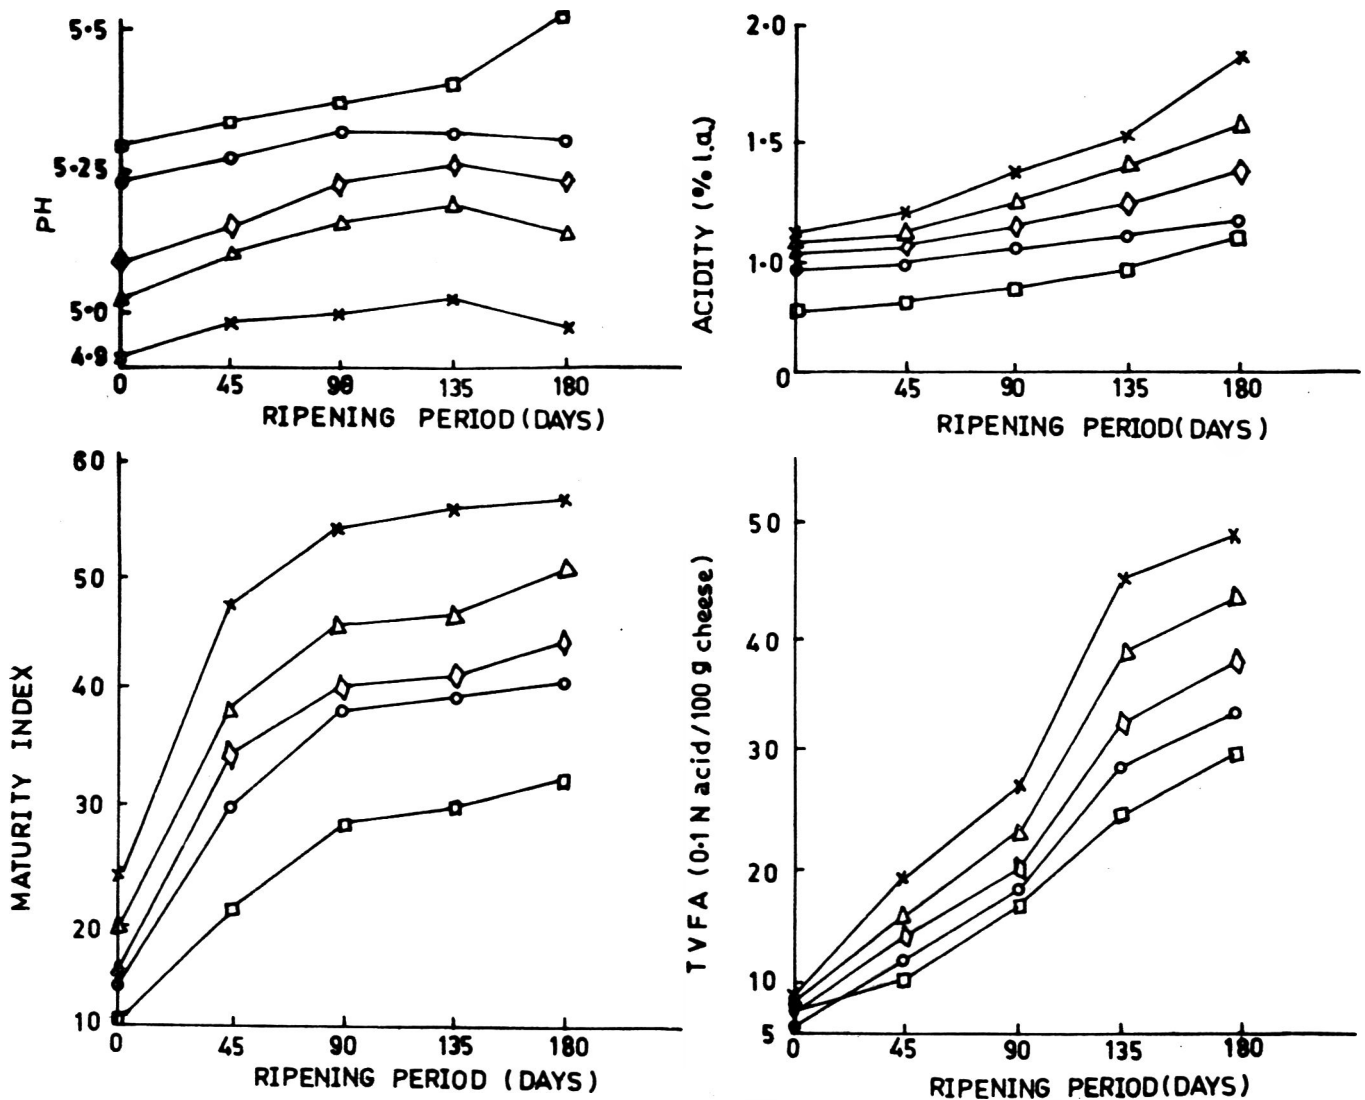 5.5
5.25
5.0
4.9
PH
0 45 90 135 180
RIPENING PERIOD (DAYS)
2.0
1.5
1.0
0
ACIDITY (% l.a.)
45 90 135 180
RIPENING PERIOD (DAYS)
60
50
40
30
20
10
MATURITY INDEX
0 45 90 135 180
RIPENING PERIOD (DAYS)
50
40
30
20
10
5
TVFA (0.1 N acid/100 g cheese)
0 45 90 135 180
RIPENING PERIOD (DAYS)